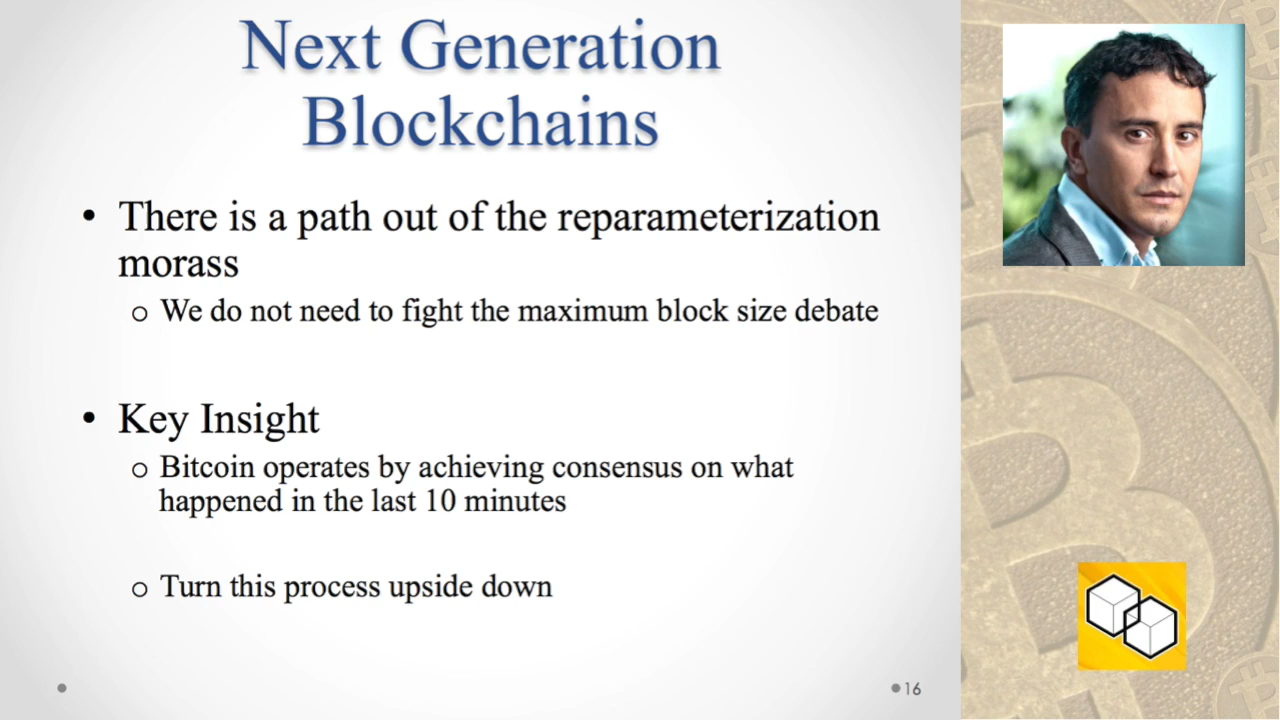 Next Generation
Blockchains
• There is a path out of the reparameterization
morass
o We do not need to fight the maximum block size debate
• Key Insight
o Bitcoin operates by achieving consensus on what
happened in the last 10 minutes
o Turn this process upside down
16